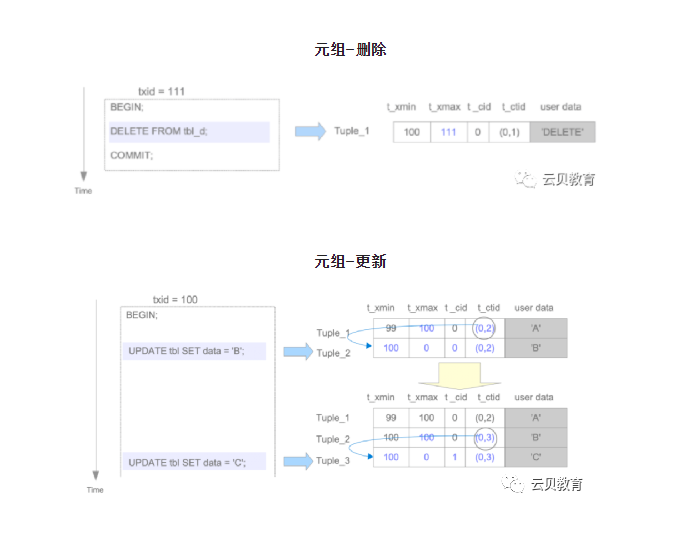 元组-删除
txid = 111
BEGIN;
DELETE FROM tbl_d;
COMMIT;
Time
t_xmin t_xmax t_cid t_ctid user data
Tuple_1 100 111 0 (0,1) 'DELETE'
云贝教育
元组-更新
txid = 100
BEGIN;
UPDATE tbl SET data = 'B';
UPDATE tbl SET data = 'C';
Time
t_xmin t_xmax t_cid t_ctid user data
Tuple_1 99 100 0 (0,2) 'A'
Tuple_2 100 0 0 (0,2) 'B'
t_xmin t_xmax t_cid t_ctid user data
Tuple_1 99 100 0 (0,2) 'A'
Tuple_2 100 100 0 (0,3) 'B'
Tuple_3 100 0 1 (0,3) 'C'
云贝教育